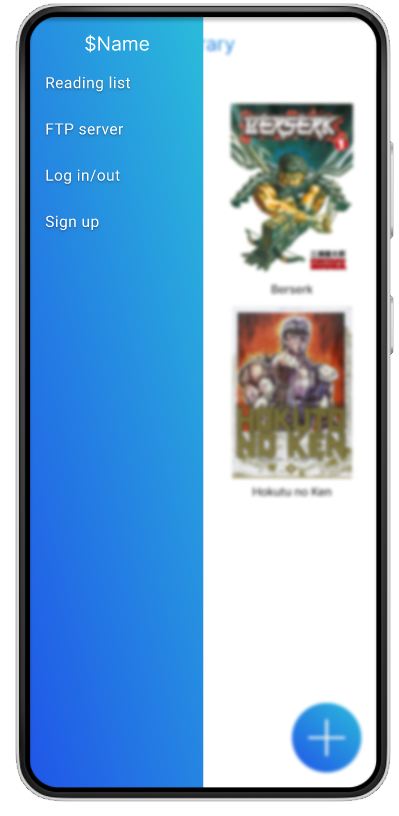 $Name
rary
Reading list
FTP server
Log in/out
Sign up
BERSERK
1
Berserk
HOKUTO
NO KEN
Hokutu no Ken